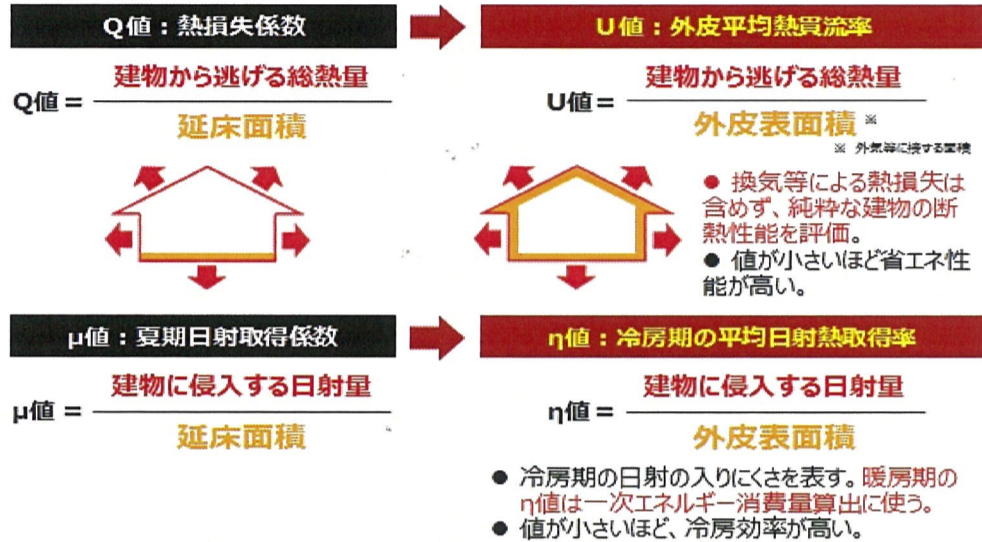 Q値：熱損失係数
U値：外皮平均熱貫流率
Q値＝
建物から逃げる総熱量
延床面積
U値＝
建物から逃げる総熱量
外皮表面積 ※
※ 外気等に接する面積
● 換気等による熱損失は
含めず、純粋な建物の断
熱性能を評価。
● 値が小さいほど省エネ性
能が高い。
μ値：夏期日射取得係数
η値：冷房期の平均日射熱取得率
μ値＝
建物に侵入する日射量
延床面積
η値＝
建物に侵入する日射量
外皮表面積
● 冷房期の日射の入りにくさを表す。暖房期の
η値は一次エネルギー消費量算出に使う。
● 値が小さいほど、冷房効率が高い。